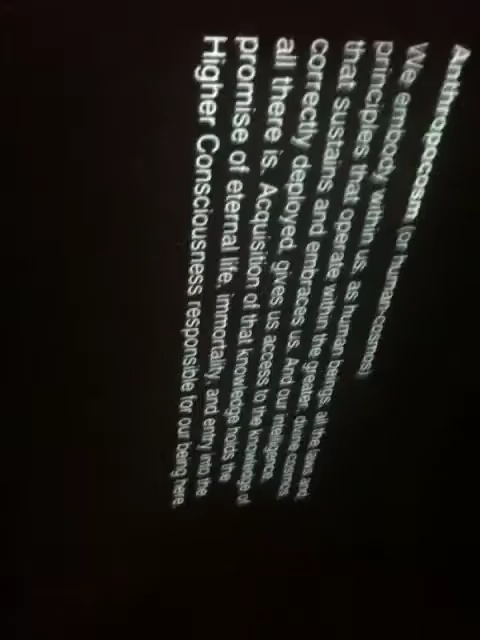 Anthropocosm (or human-cosmos)
We embody within us, as human beings, all the laws and
principles that operate within the greater, divine cosmos
that sustains and embraces us. And our intelligence,
correctly deployed, gives us access to the knowledge of
all there is. Acquisition of that knowledge holds the
promise of eternal life, immortality, and entry into the
Higher Consciousness responsible for our being here.